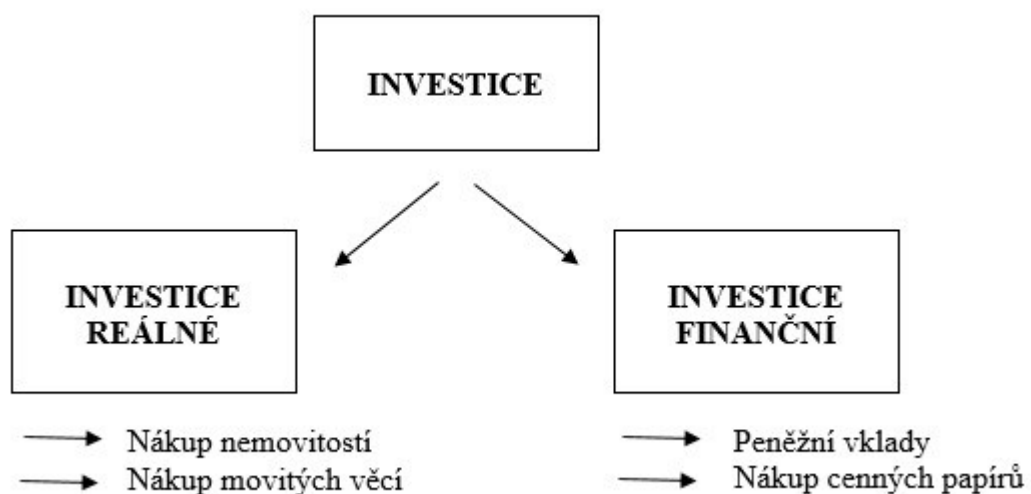 INVESTICE
INVESTICE
REÁLNÉ
Nákup nemovitostí
Nákup movitých věcí
INVESTICE
FINANČNÍ
Peněžní vklady
Nákup cenných papírů